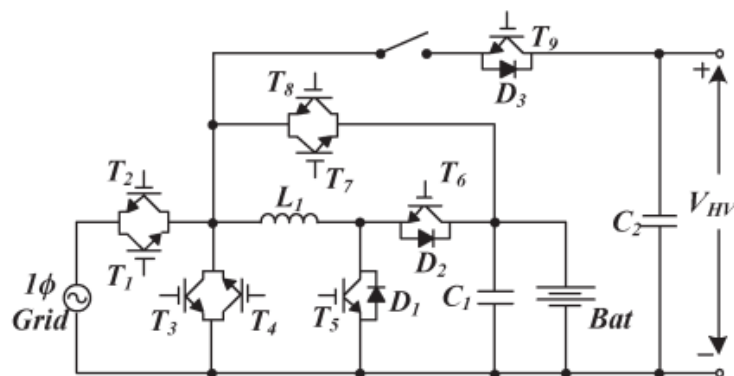 T9
D3
+
T8
T7
T2
T1
L1
T6
D2
VHV
C2
1ϕ
Grid
T3
T4
T5
D1
C1
Bat
−